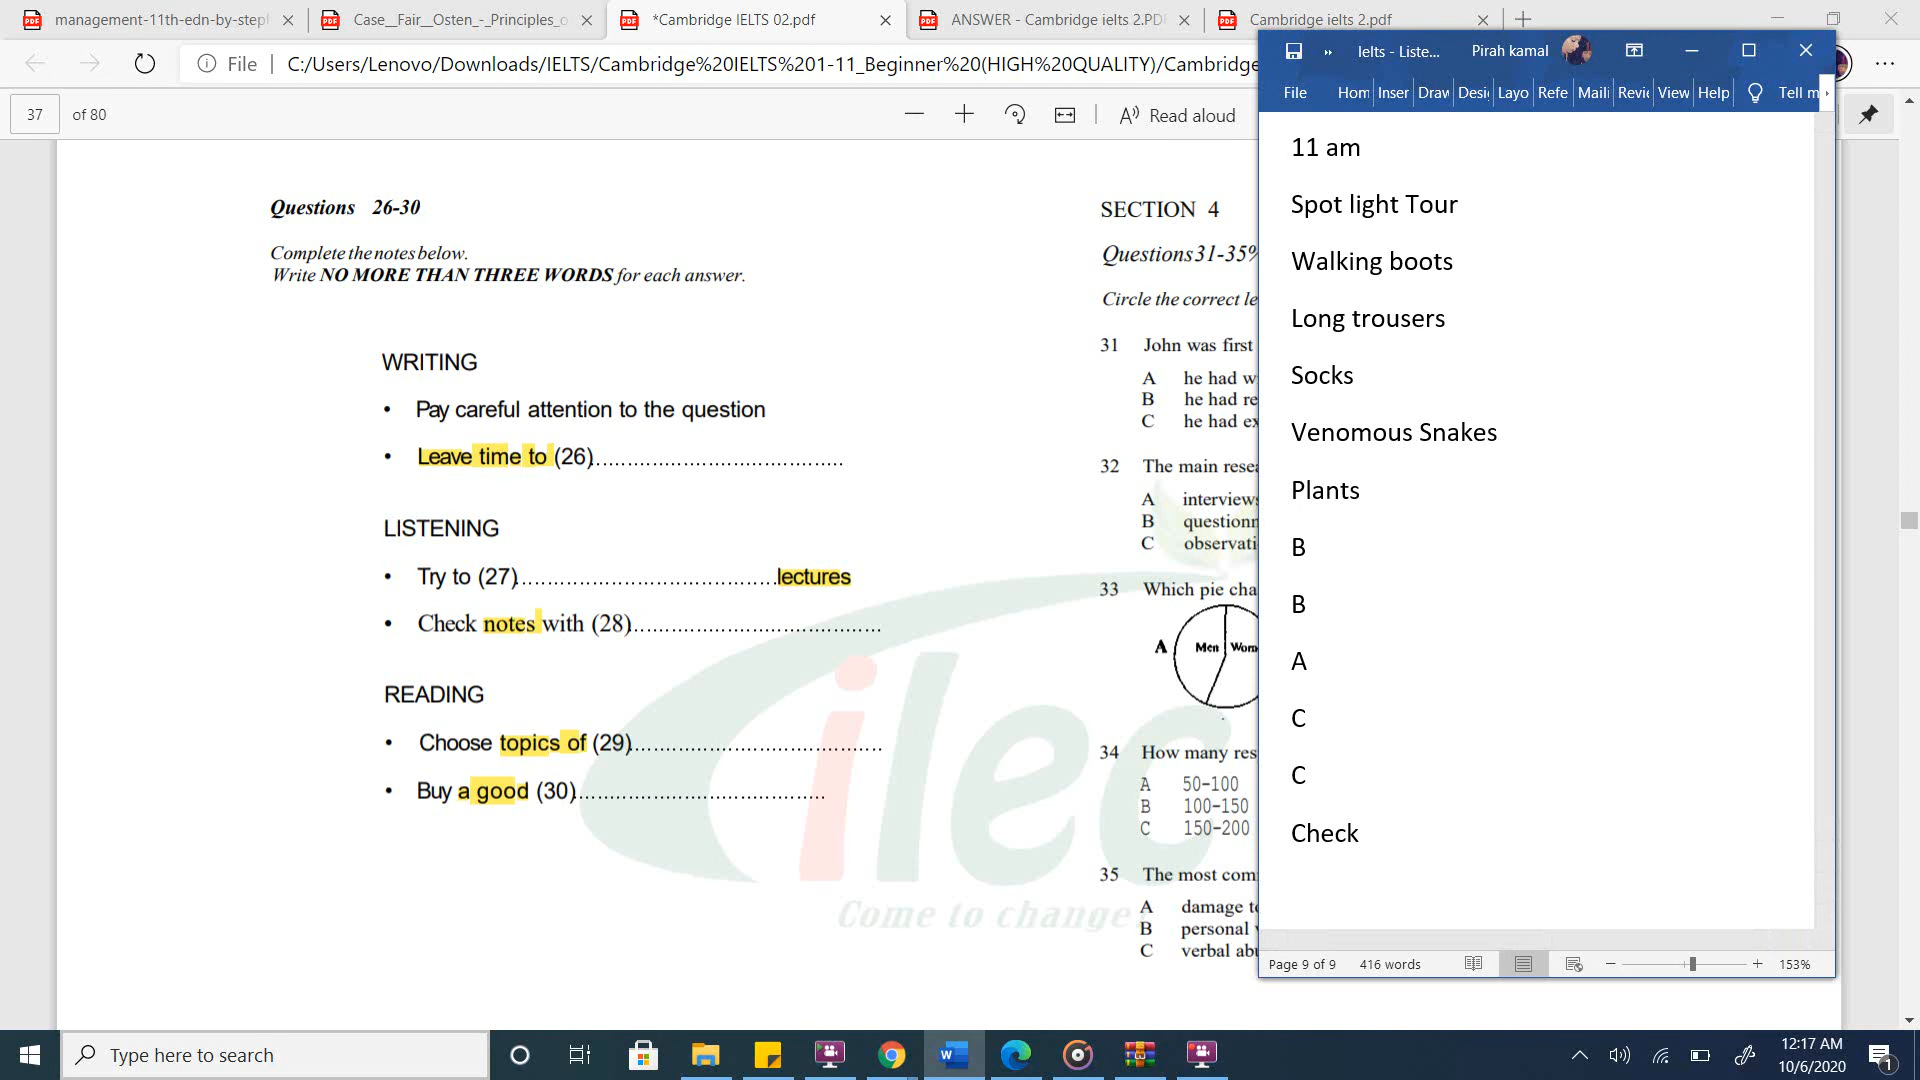 management-11th-edn-by-step
Case__Fair__Osten_-_Principles_o
*Cambridge IELTS 02.pdf
ANSWER - Cambridge ielts 2.PDF
Cambridge ielts 2.pdf
File
C:/Users/Lenovo/Downloads/IELTS/Cambridge%20IELTS%201-11_Beginner%20(HIGH%20QUALITY)/Cambridge
37 of 80
Read aloud
Questions 26-30
Complete the notes below.
Write NO MORE THAN THREE WORDS for each answer.
WRITING
• Pay careful attention to the question
• Leave time to (26)........................................
LISTENING
• Try to (27)........................................lectures
• Check notes with (28)........................................
READING
• Choose topics of (29)........................................
• Buy a good (30)........................................
SECTION 4
Questions 31-35%
Circle the correct le
31 John was first
A he had w
B he had re
C he had ex
32 The main resea
A interviews
B questionn
C observati
33 Which pie cha
A Men Wom
34 How many res
A 50-100
B 100-150
C 150-200
35 The most com
A damage to
B personal
C verbal abu
ilec
Come to change
Ielts - Liste...
Pirah kamal
File Hom Inser Draw Desi Layo Refe Maili Revie View Help Tell m
11 am
Spot light Tour
Walking boots
Long trousers
Socks
Venomous Snakes
Plants
B
B
A
C
C
Check
Page 9 of 9 416 words 153%
Type here to search
12:17 AM
10/6/2020
1